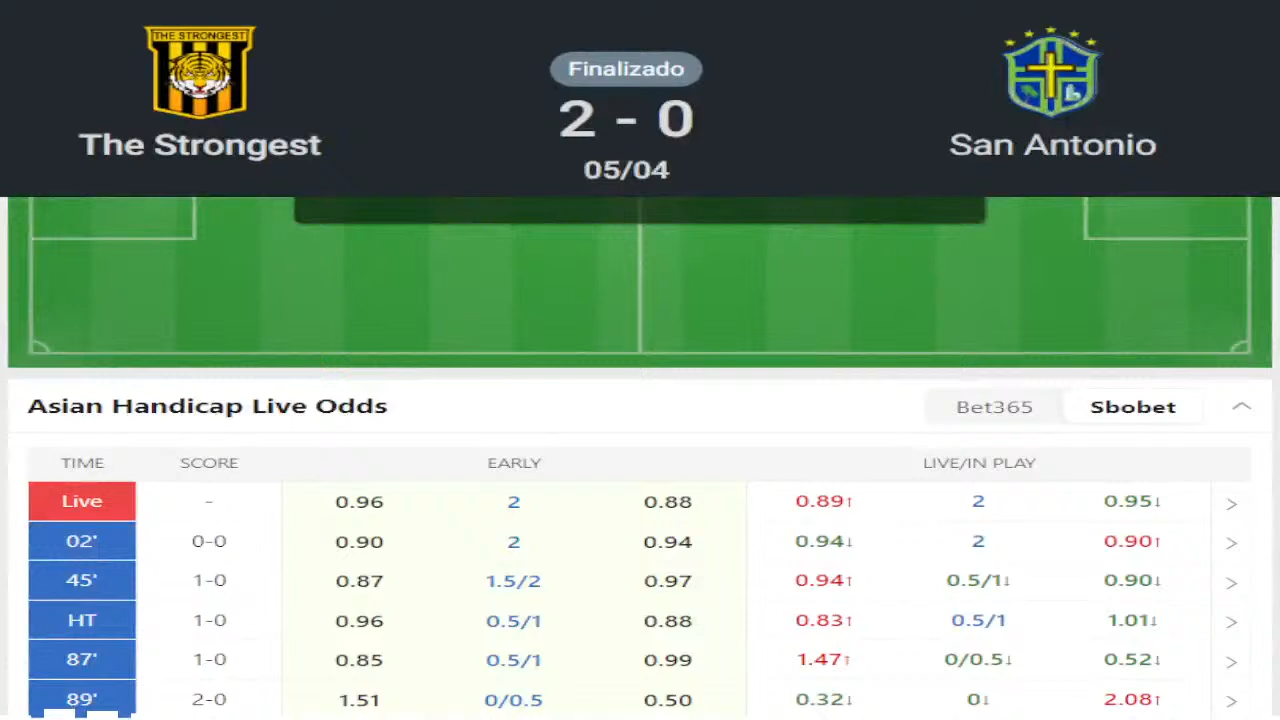 THE STRONGEST
Finalizado
2 - 0
The Strongest
San Antonio
05/04
Asian Handicap Live Odds
Bet365
Sbobet
TIME SCORE EARLY LIVE/IN PLAY
Live - 0.96 2 0.88 0.89↑ 2 0.95↓ >
02' 0-0 0.90 2 0.94 0.94↓ 2 0.90↑ >
45' 1-0 0.87 1.5/2 0.97 0.94↑ 0.5/1↓ 0.90↓ >
HT 1-0 0.96 0.5/1 0.88 0.83↑ 0.5/1 1.01↓ >
87' 1-0 0.85 0.5/1 0.99 1.47↑ 0/0.5↓ 0.52↓ >
89' 2-0 1.51 0/0.5 0.50 0.32↓ 0↓ 2.08↑ >